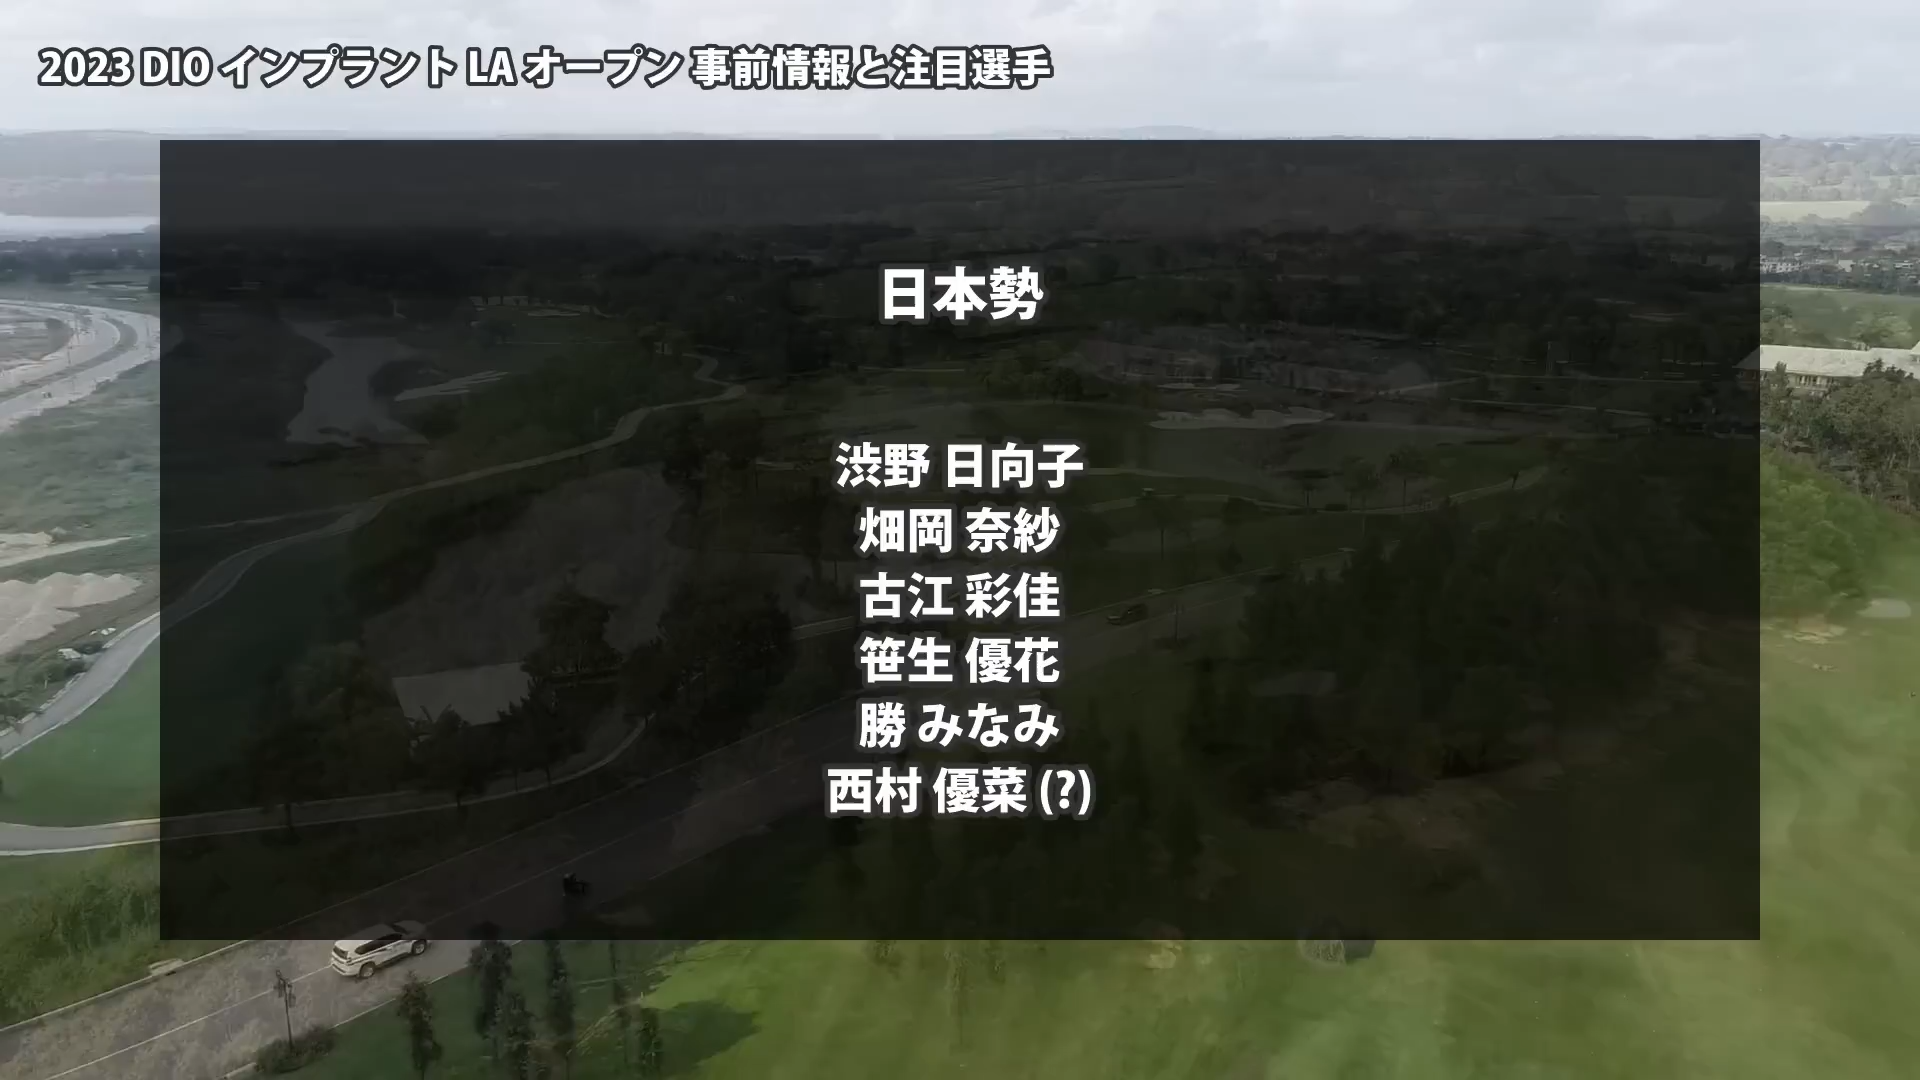 2023 DIO インプラント LA オープン 事前情報と注目選手
日本勢
渋野 日向子
畑岡 奈紗
古江 彩佳
笹生 優花
勝 みなみ
西村 優菜 (?)